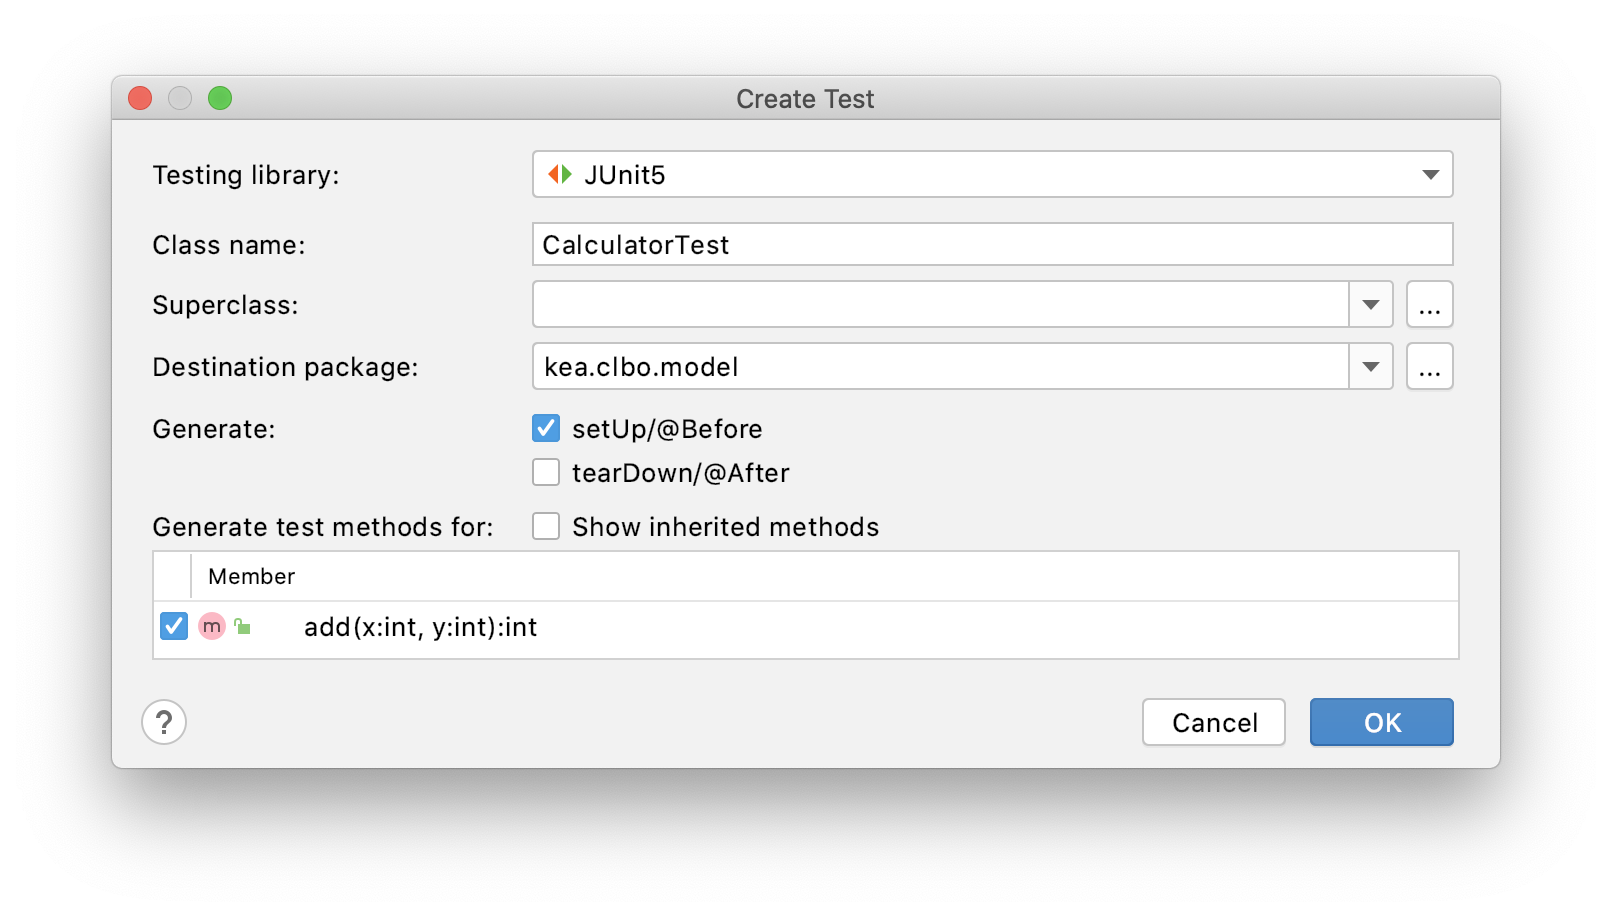 Create Test
Testing library: JUnit5
Class name: CalculatorTest
Superclass: ...
Destination package: kea.clbo.model ...
Generate: setUp/@Before
tearDown/@After
Generate test methods for: Show inherited methods
Member
m add(x:int, y:int):int
? Cancel OK